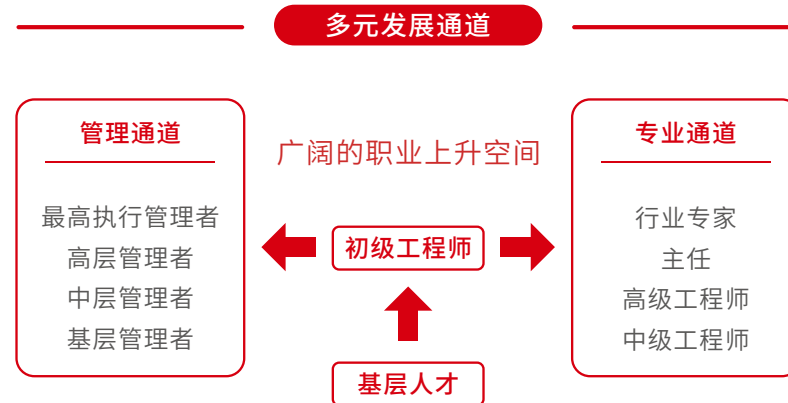 多元发展通道
管理通道
最高执行管理者
高层管理者
中层管理者
基层管理者
广阔的职业上升空间
初级工程师
基层人才
专业通道
行业专家
主任
高级工程师
中级工程师